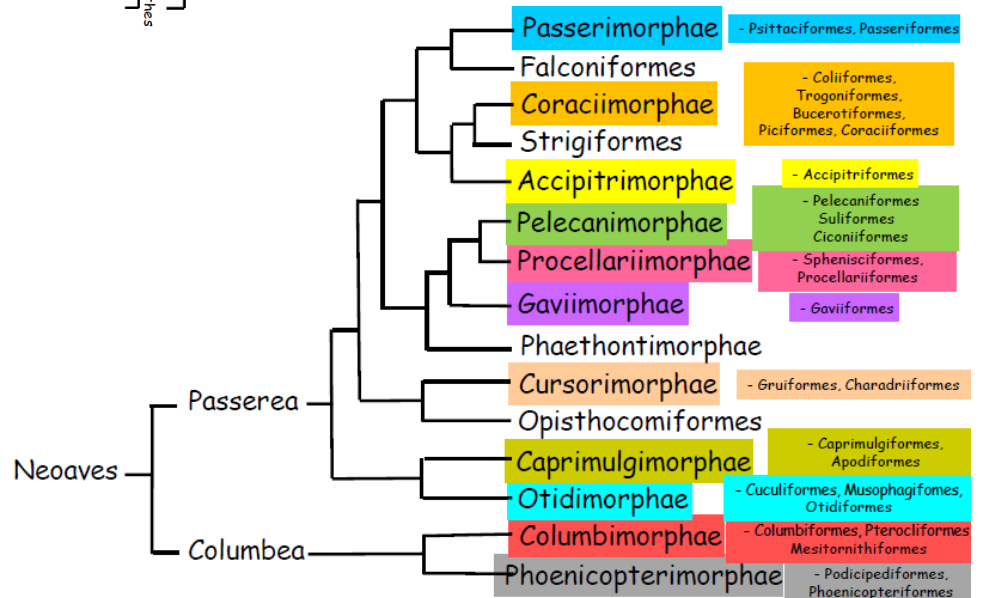 thes
Passerimorphae
- Psittaciformes, Passeriformes
Falconiformes
Coraciimorphae
- Coliiformes,
Trogoniformes,
Bucerotiformes,
Piciformes, Coraciiformes
Strigiformes
Accipitrimorphae
- Accipitriformes
Pelecanimorphae
- Pelecaniformes
Suliformes
Ciconiiformes
Procellariimorphae
- Sphenisciformes,
Procellariiformes
Gaviimorphae
- Gaviiformes
Phaethontimorphae
Cursorimorphae
- Gruiformes, Charadriiformes
Passerea
Opisthocomiformes
Caprimulgimorphae
- Caprimulgiformes,
Apodiformes
Neoaves
Otidimorphae
- Cuculiformes, Musophagifomes,
Otidiformes
Columbea
Columbimorphae
- Columbiformes, Pterocliformes
Mesitornithiformes
Phoenicopterimorphae
- Podicipediformes,
Phoenicopteriformes